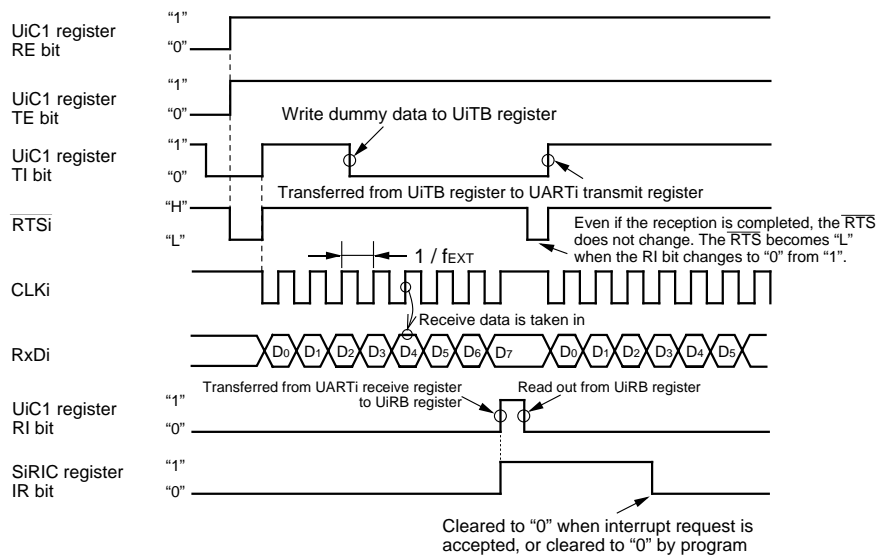 UiC1 register
RE bit
“1”
“0”
UiC1 register
TE bit
“1”
“0”
Write dummy data to UiTB register
UiC1 register
TI bit
“1”
“0”
Transferred from UiTB register to UARTi transmit register
RTSi
“H”
“L”
Even if the reception is completed, the RTS
does not change. The RTS becomes “L”
when the RI bit changes to “0” from “1”.
1 / fEXT
CLKi
Receive data is taken in
RxDi
D0 D1 D2 D3 D4 D5 D6 D7 D0 D1 D2 D3 D4 D5
Transferred from UARTi receive register
to UiRB register
Read out from UiRB register
UiC1 register
RI bit
“1”
“0”
SiRIC register
IR bit
“1”
“0”
Cleared to “0” when interrupt request is
accepted, or cleared to “0” by program